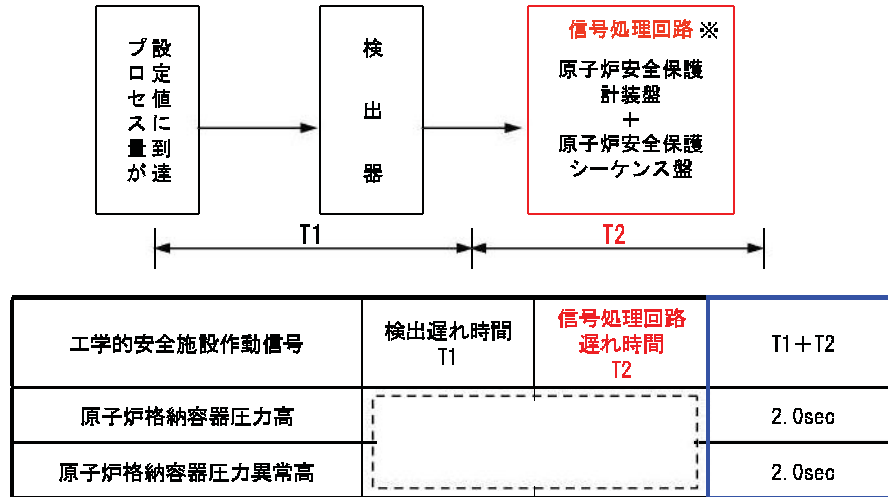 プロセス量が
設定値に到達
検出器
信号処理回路 ※
原子炉安全保護
計装盤
+
原子炉安全保護
シーケンス盤
T1
T2
工学的安全施設作動信号
検出遅れ時間
T1
信号処理回路
遅れ時間
T2
T1+T2
原子炉格納容器圧力高
2.0sec
原子炉格納容器圧力異常高
2.0sec